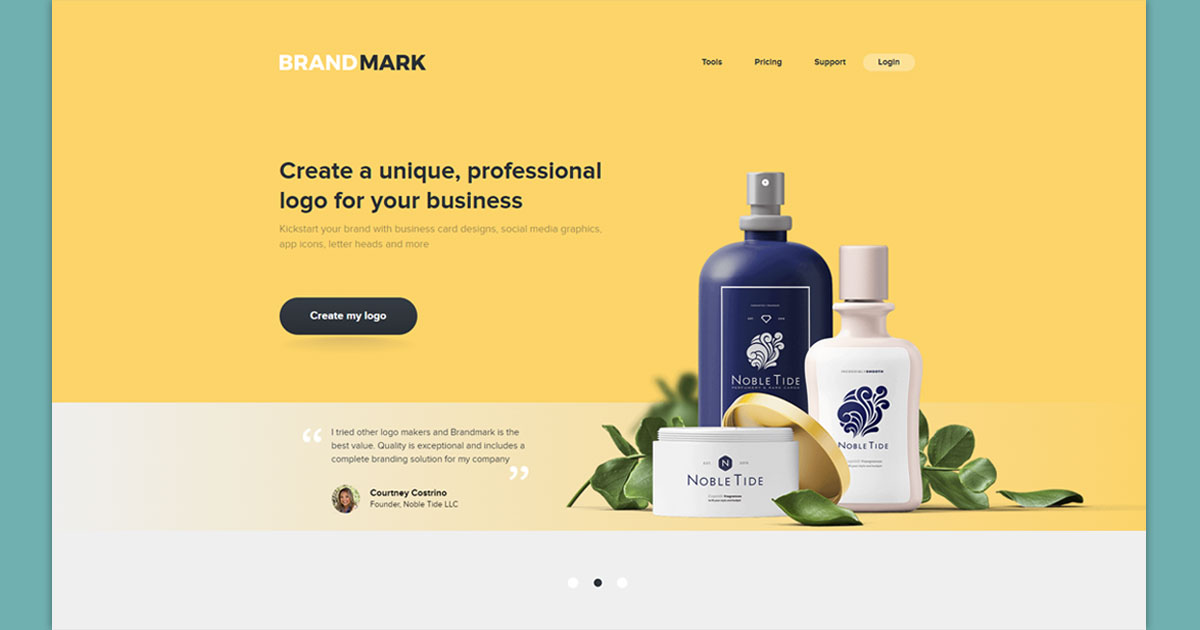 BRANDMARK
Tools
Pricing
Support
Login
Create a unique, professional
logo for your business
Kickstart your brand with business card designs, social media graphics,
app icons, letter heads and more
Create my logo
NOBLE TIDE
NOBLE TIDE
EST
N
NOBLE TIDE
“ I tried other logo makers and Brandmark is the
best value. Quality is exceptional and includes a
complete branding solution for my company ”
Courtney Costrino
Founder, Noble Tide LLC